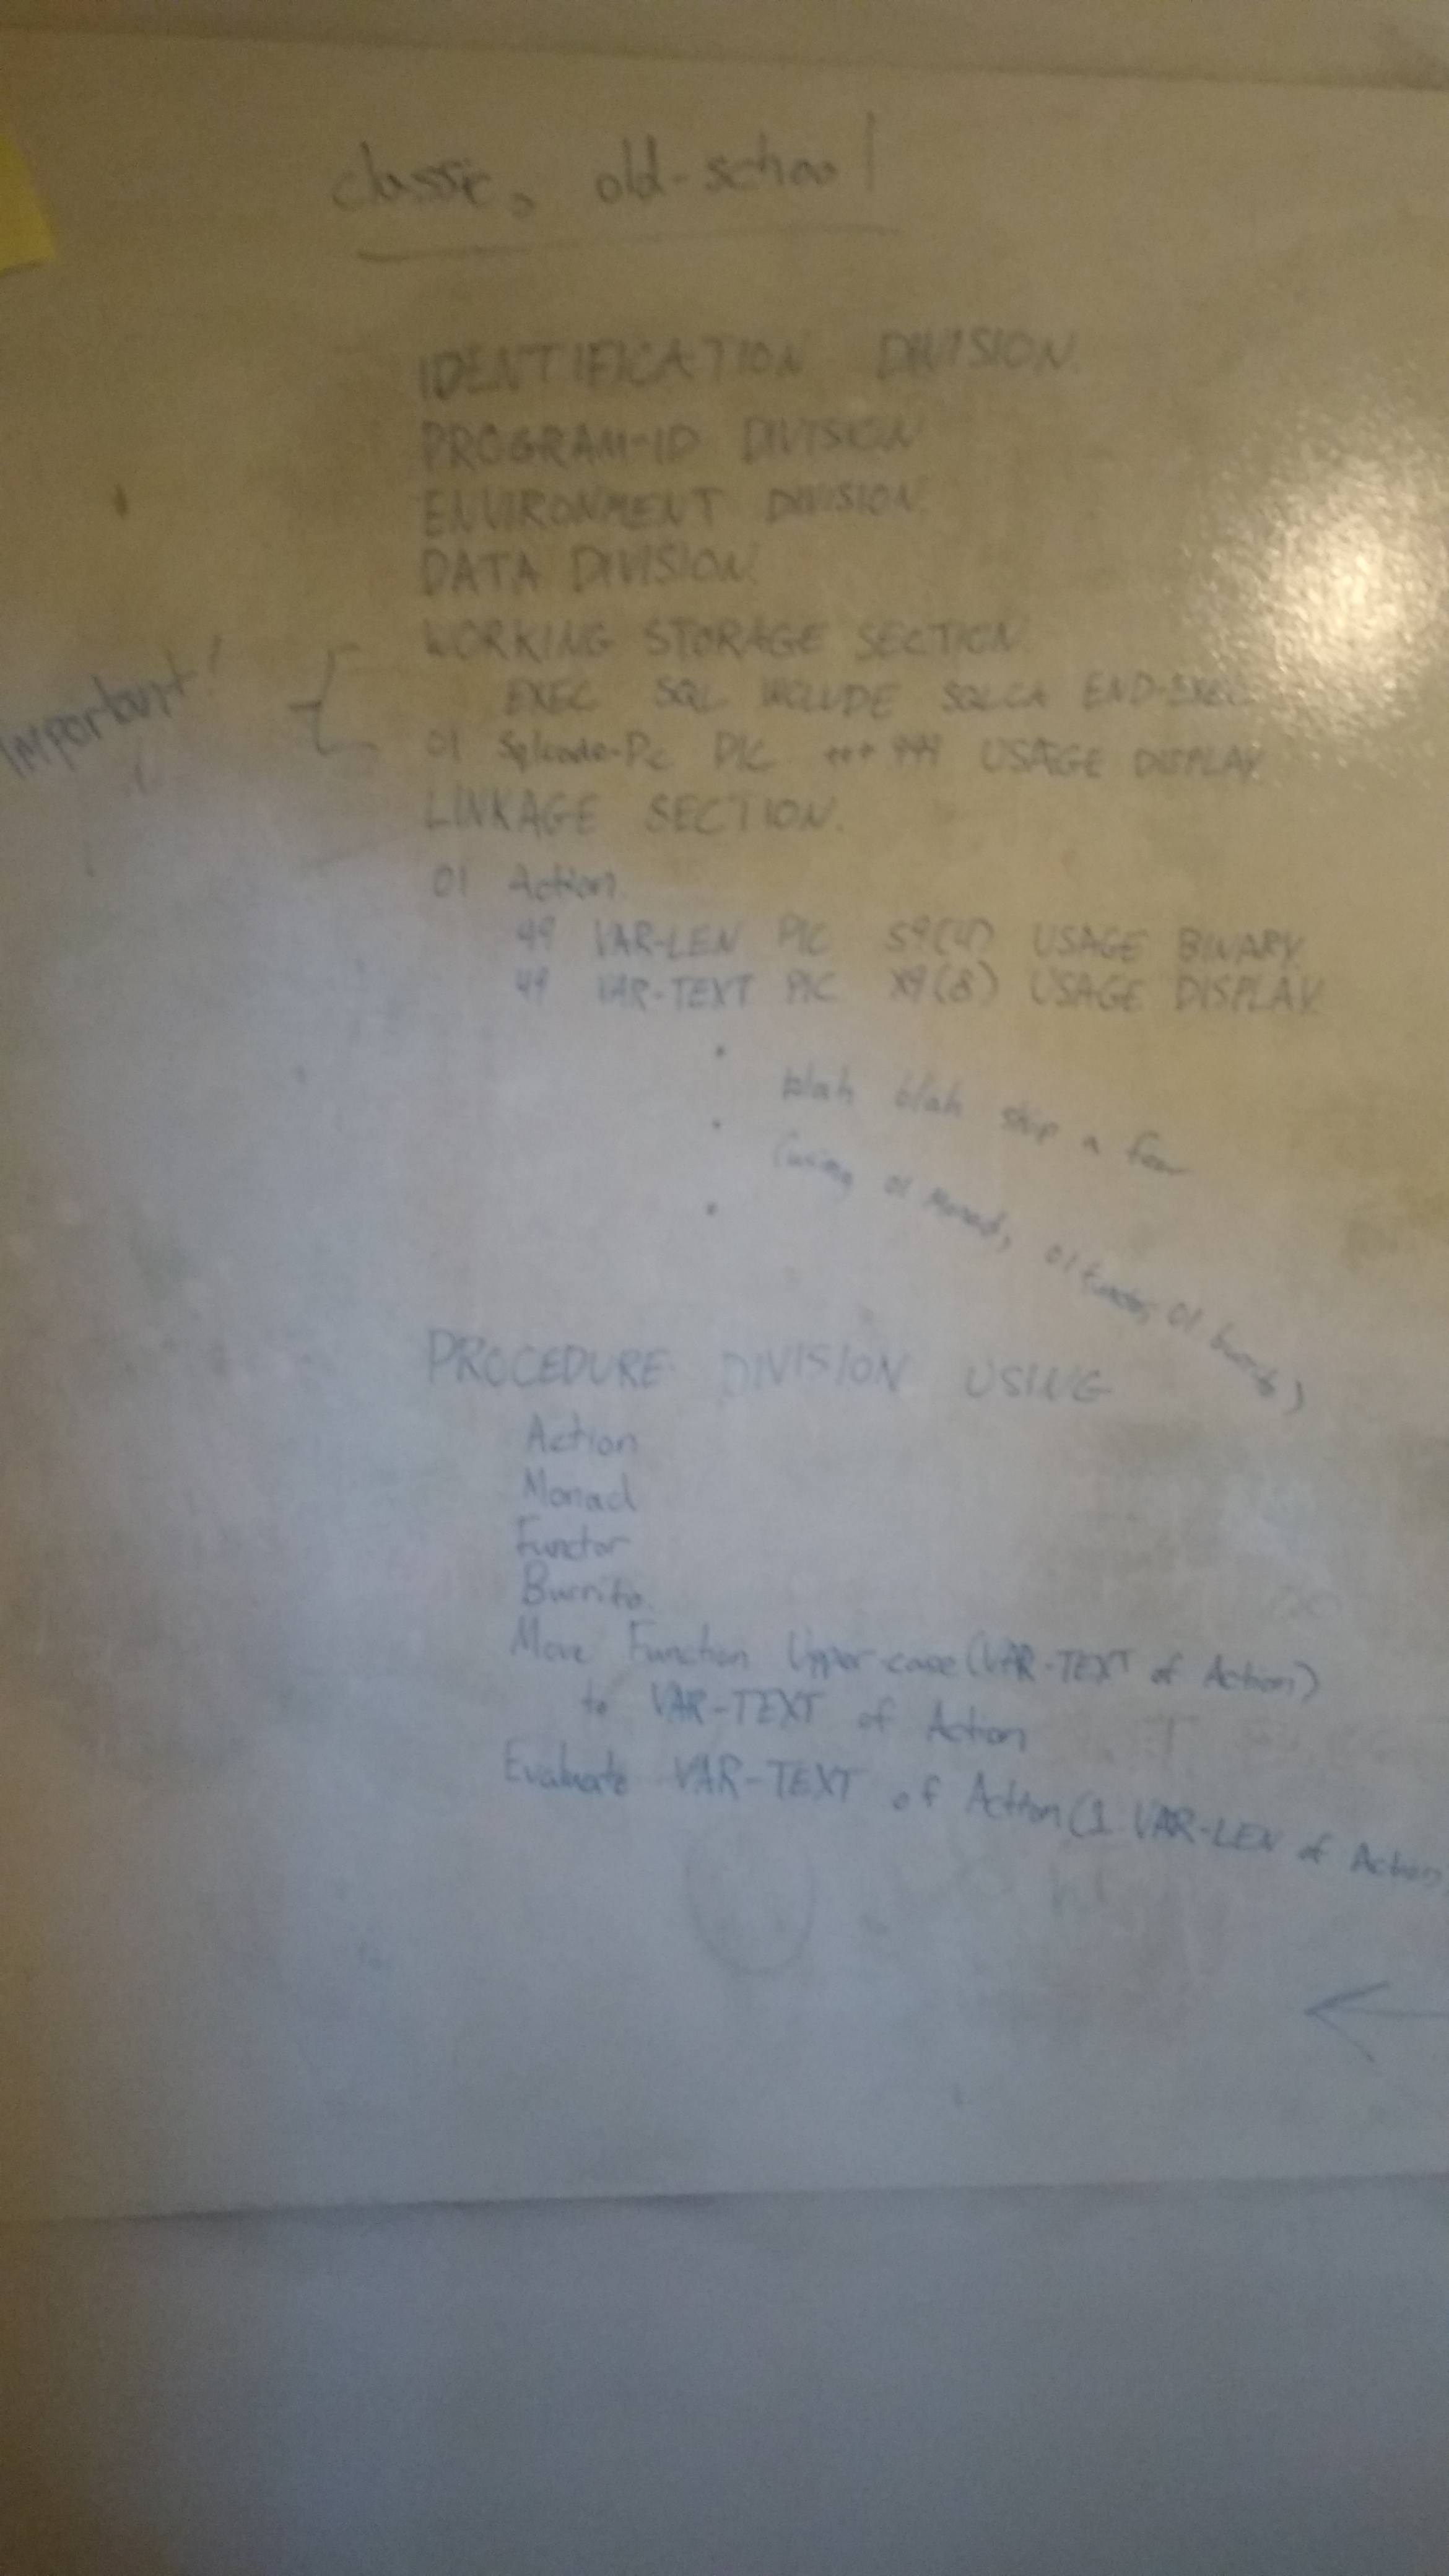 classic, old-school
IDENTIFICATION DIVISION.
PROGRAM-ID DIVISION
ENVIRONMENT DIVISION.
DATA DIVISION.
WORKING STORAGE SECTION.
Important!
EXEC SQL INCLUDE SQLCA END-EXEC
01 PIC USAGE DISPLAY.
LINKAGE SECTION.
01 Action.
49 VAR-LEN PIC S9(4) USAGE BINARY.
49 VAR-TEXT PIC X9(8) USAGE DISPLAY.
blah blah skip a few
(using 01 Monad, 01 functor, 01 burrito)
PROCEDURE DIVISION USING
Action
Monad
Functor
Burrito.
Move Function Upper-case (VAR-TEXT of Action)
to VAR-TEXT of Action
Evaluate VAR-TEXT of Action (1 VAR-LEN of Action